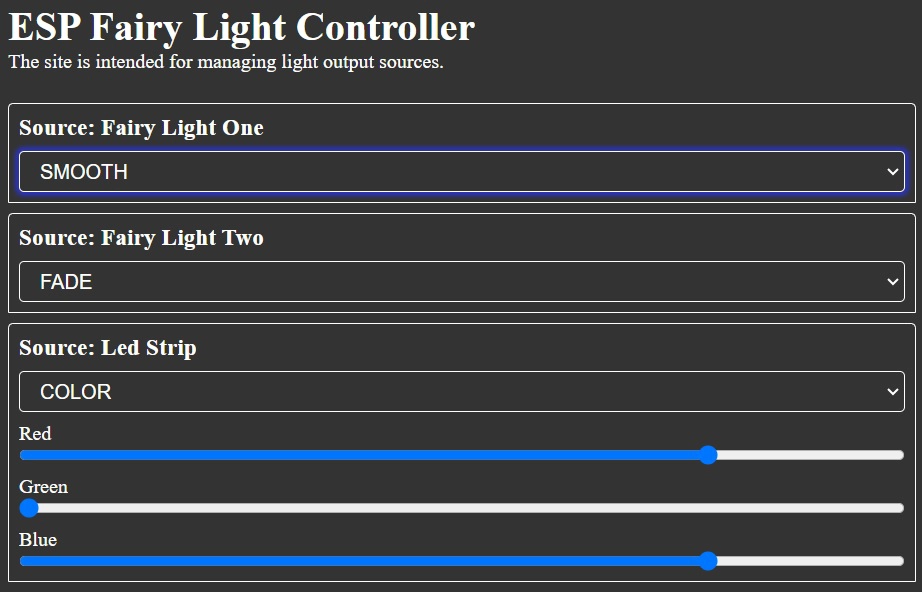 ESP Fairy Light Controller
The site is intended for managing light output sources.
Source: Fairy Light One
SMOOTH
Source: Fairy Light Two
FADE
Source: Led Strip
COLOR
Red
Green
Blue